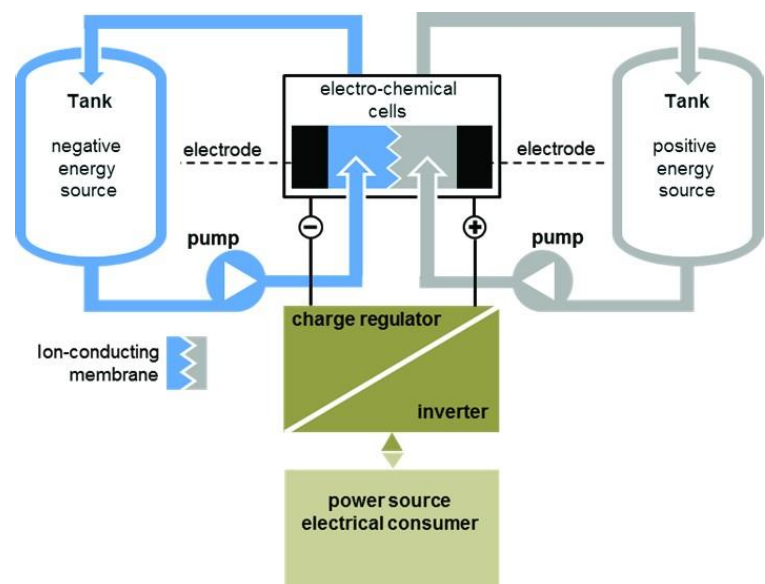 electro-chemical
cells
Tank
negative
energy
source
electrode
electrode
Tank
positive
energy
source
pump
−
+
pump
charge regulator
inverter
Ion-conducting
membrane
power source
electrical consumer